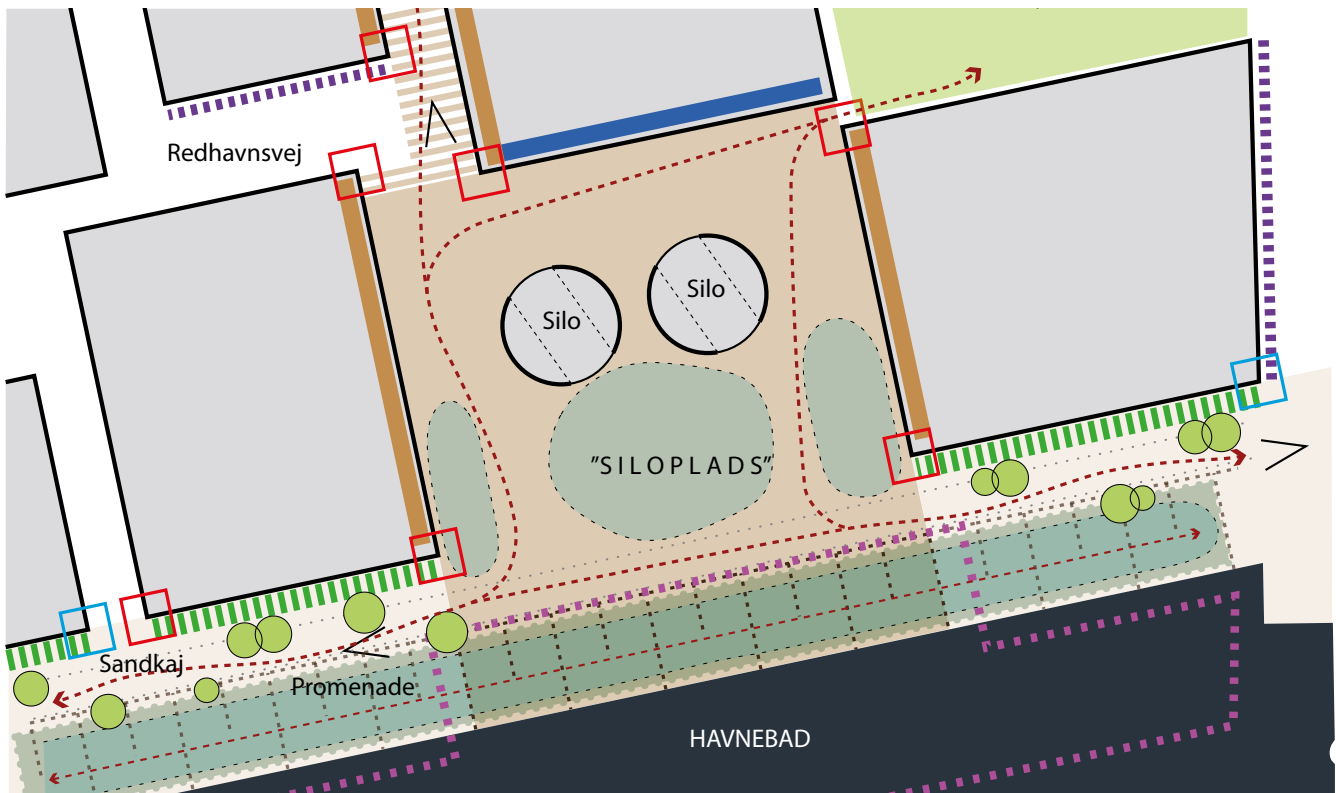 Redhavnsvej
Silo
Silo
"SILOPLADS"
Sandkaj
Promenade
HAVNEBAD